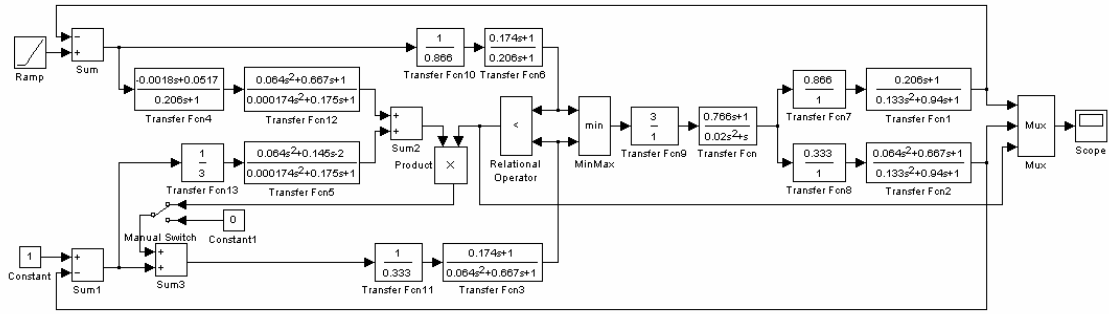 Ramp
Sum
1
0.866
Transfer Fcn10
0.174s+1
0.206s+1
Transfer Fcn6
-0.0018s+0.0517
0.206s+1
Transfer Fcn4
0.064s2+0.667s+1
0.000174s2+0.175s+1
Transfer Fcn12
Sum2
Product
×
<
Relational
Operator
min
MinMax
3
1
Transfer Fcn9
0.766s+1
0.02s2+s
Transfer Fcn
0.866
1
Transfer Fcn7
0.206s+1
0.133s2+0.94s+1
Transfer Fcn1
0.333
1
Transfer Fcn8
0.064s2+0.667s+1
0.133s2+0.94s+1
Transfer Fcn2
Mux
Mux
Scope
1
3
Transfer Fcn13
0.064s2+0.145s-2
0.000174s2+0.175s+1
Transfer Fcn5
Manual Switch
0
Constant1
1
Constant
Sum1
Sum3
1
0.333
Transfer Fcn11
0.174s+1
0.064s2+0.667s+1
Transfer Fcn3